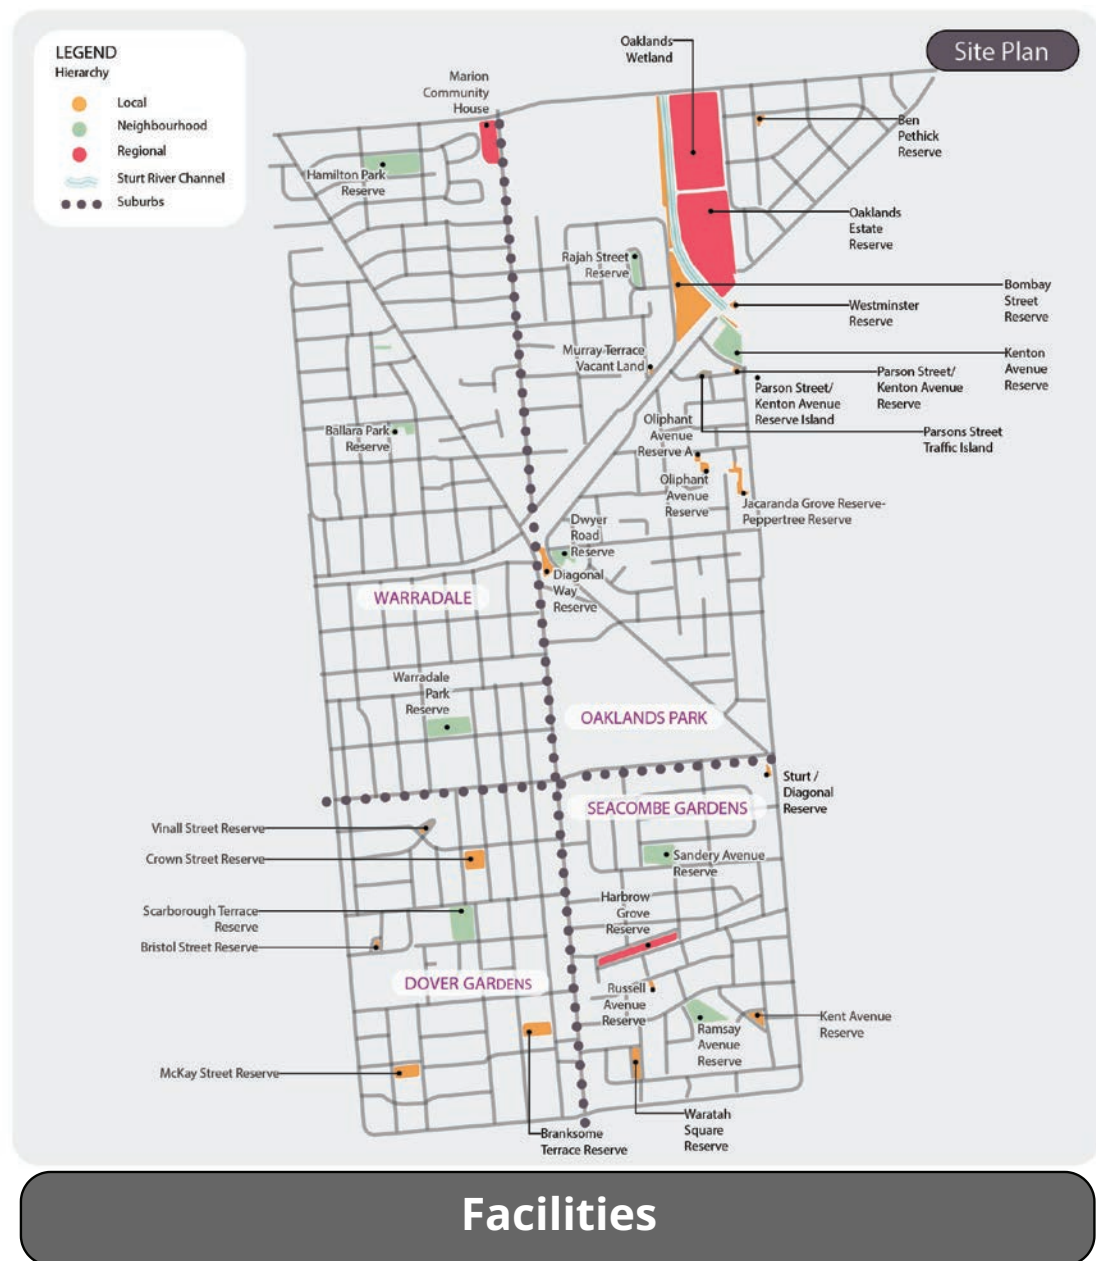 Site Plan
LEGEND
Hierarchy
Local
Neighbourhood
Regional
Sturt River Channel
Suburbs
Oaklands
Wetland
Marion
Community
House
Ben
Pethick
Reserve
Hamilton Park
Reserve
Oaklands
Estate
Reserve
Rajah Street
Reserve
Bombay
Street
Reserve
Westminster
Reserve
Murray Terrace
Vacant Land
Kenton
Avenue
Reserve
Parson Street/
Kenton Avenue
Reserve
Parson Street/
Kenton Avenue
Reserve Island
Parsons Street
Traffic Island
Ballara Park
Reserve
Oliphant
Avenue
Reserve A
Oliphant
Avenue
Reserve
Jacaranda Grove Reserve-
Peppertree Reserve
Dwyer
Road
Reserve
Diagonal
Way
Reserve
WARRADALE
Warradale
Park
Reserve
OAKLANDS PARK
Sturt /
Diagonal
Reserve
SEACOMBE GARDENS
Vinall Street Reserve
Crown Street Reserve
Sandery Avenue
Reserve
Harbrow
Grove
Reserve
Scarborough Terrace
Reserve
Bristol Street Reserve
DOVER GARDENS
Russell
Avenue
Reserve
Ramsay
Avenue
Reserve
Kent Avenue
Reserve
McKay Street Reserve
Waratah
Square
Reserve
Branksome
Terrace Reserve
Facilities